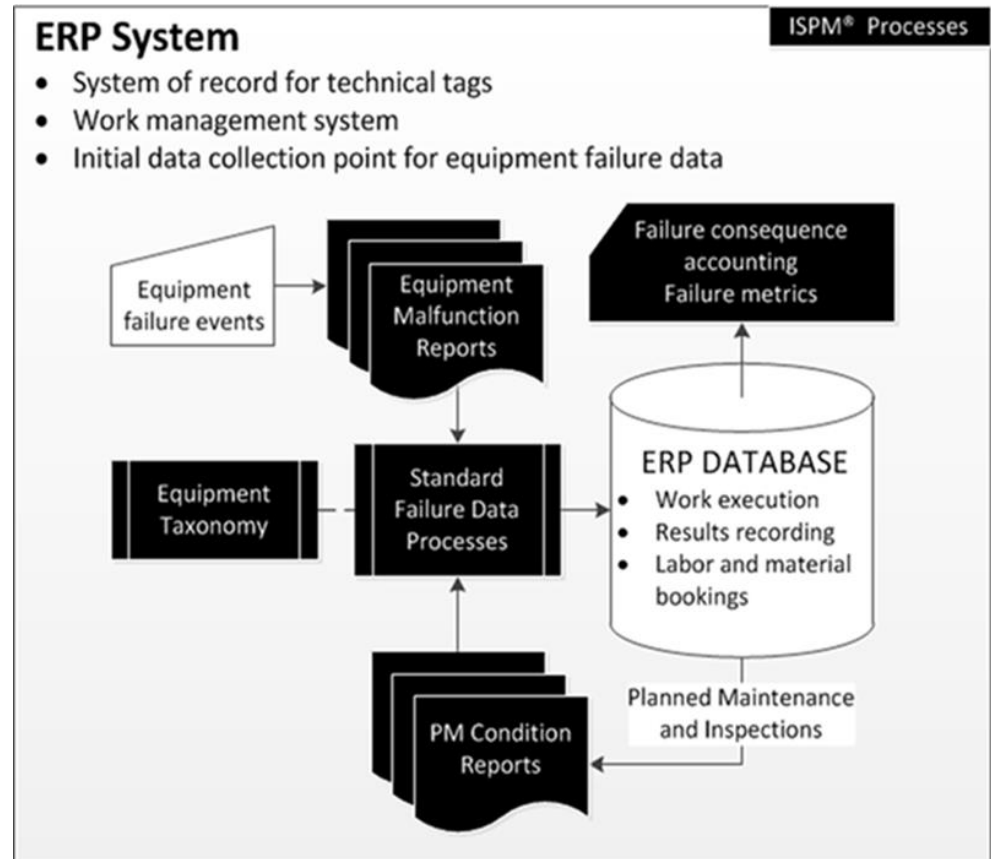 ISPM® Processes
ERP System
• System of record for technical tags
• Work management system
• Initial data collection point for equipment failure data
Equipment
failure events
Equipment
Malfunction
Reports
Failure consequence
accounting
Failure metrics
Equipment
Taxonomy
Standard
Failure Data
Processes
ERP DATABASE
• Work execution
• Results recording
• Labor and material
bookings
PM Condition
Reports
Planned Maintenance
and Inspections